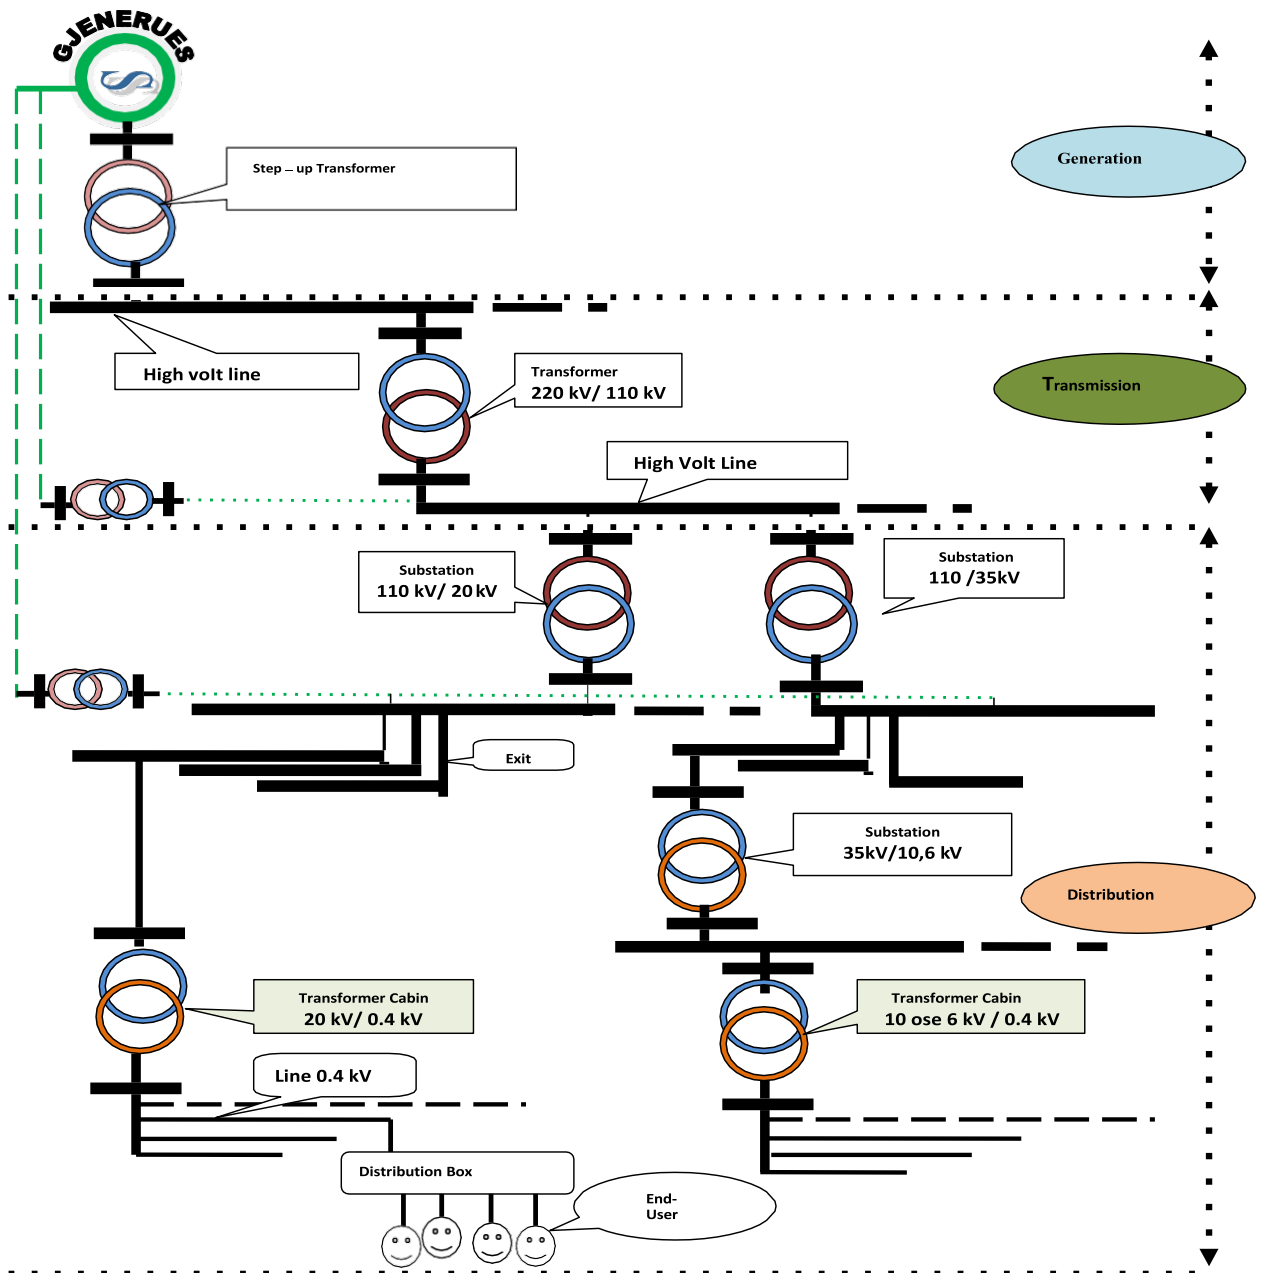 GJENERUES
Step – up Transformer
Generation
High volt line
Transformer
220 kV/ 110 kV
Transmission
High Volt Line
Substation
110 kV/ 20 kV
Substation
110 /35kV
Exit
Substation
35kV/10,6 kV
Distribution
Transformer Cabin
20 kV/ 0.4 kV
Transformer Cabin
10 ose 6 kV / 0.4 kV
Line 0.4 kV
Distribution Box
End-
User